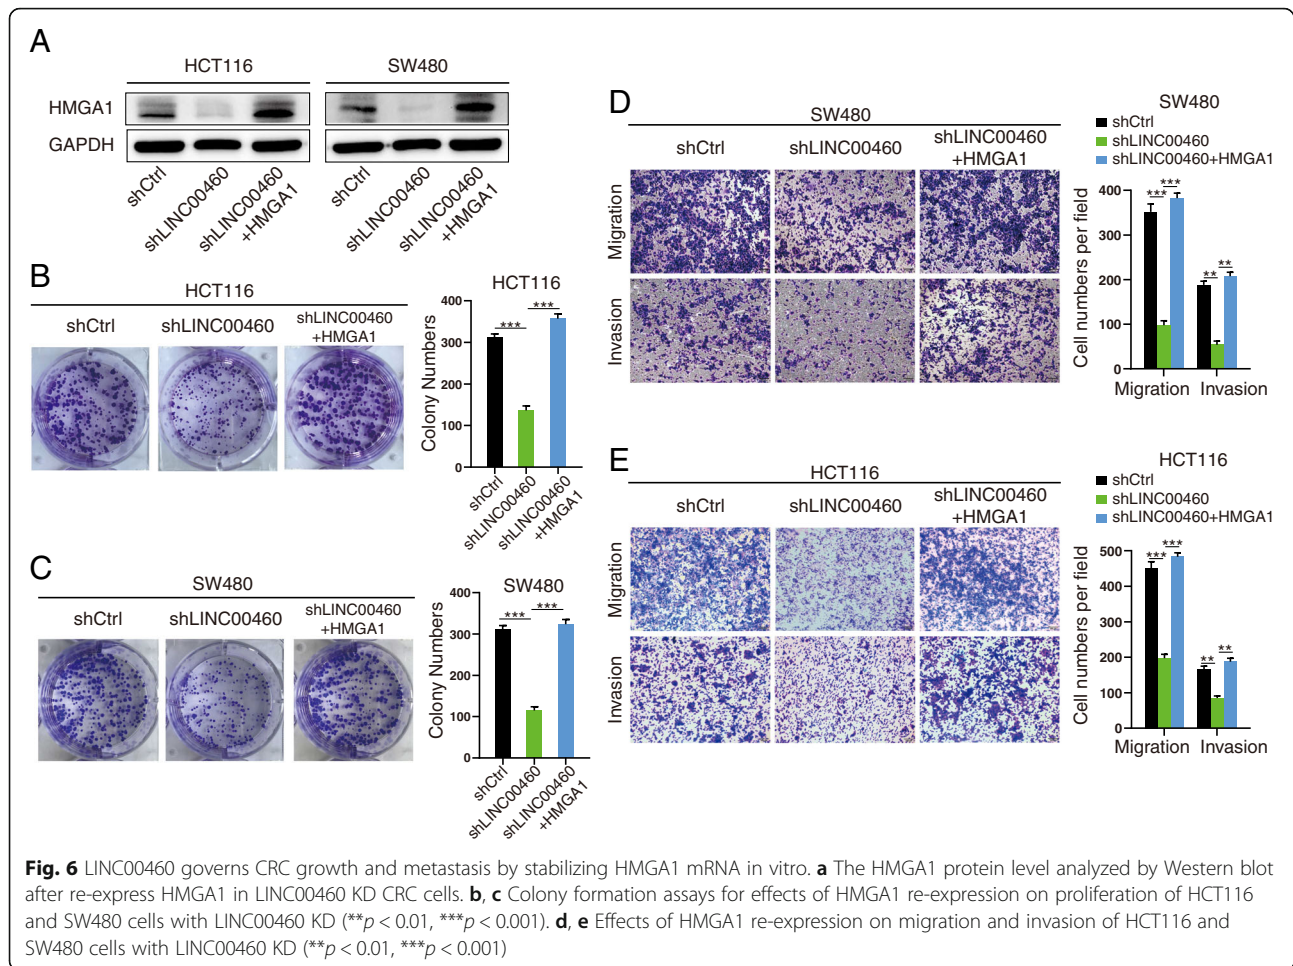 A
HCT116
SW480
HMGA1
GAPDH
shCtrl
shLINC00460
shLINC00460
+HMGA1
shCtrl
shLINC00460
shLINC00460
+HMGA1
B
HCT116
shCtrl
shLINC00460
shLINC00460
+HMGA1
HCT116
Colony Numbers
400
300
200
100
0
***
***
shCtrl
shLINC00460
shLINC00460
+HMGA1
C
SW480
shCtrl
shLINC00460
shLINC00460
+HMGA1
SW480
Colony Numbers
400
300
200
100
0
***
***
shCtrl
shLINC00460
shLINC00460
+HMGA1
D
SW480
shCtrl
shLINC00460
shLINC00460
+HMGA1
Migration
Invasion
SW480
shCtrl
shLINC00460
shLINC00460+HMGA1
Cell numbers per field
400
300
200
100
0
***
***
**
**
Migration
Invasion
E
HCT116
shCtrl
shLINC00460
shLINC00460
+HMGA1
Migration
Invasion
HCT116
shCtrl
shLINC00460
shLINC00460+HMGA1
Cell numbers per field
500
400
300
200
100
0
***
***
**
**
Migration
Invasion
Fig. 6 LINC00460 governs CRC growth and metastasis by stabilizing HMGA1 mRNA in vitro. a The HMGA1 protein level analyzed by Western blot
after re-express HMGA1 in LINC00460 KD CRC cells. b, c Colony formation assays for effects of HMGA1 re-expression on proliferation of HCT116
and SW480 cells with LINC00460 KD (**p < 0.01, ***p < 0.001). d, e Effects of HMGA1 re-expression on migration and invasion of HCT116 and
SW480 cells with LINC00460 KD (**p < 0.01, ***p < 0.001)